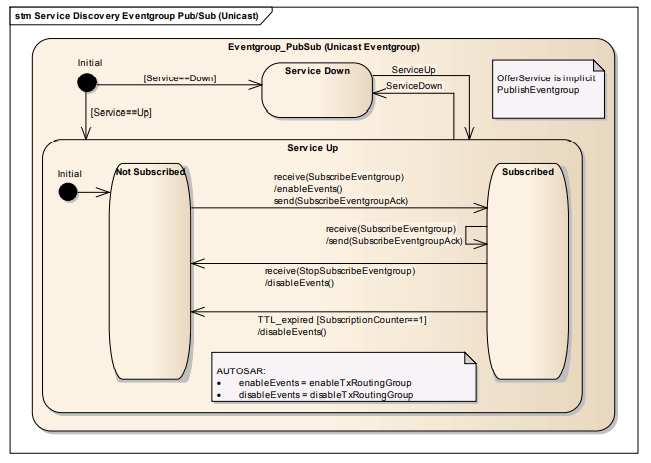 stm Service Discovery Eventgroup Pub/Sub (Unicast)
Eventgroup_PubSub (Unicast Eventgroup)
Initial
[Service==Down]
Service Down
ServiceUp
ServiceDown
OfferService is implicit
PublishEventgroup
[Service==Up]
Service Up
Initial
Not Subscribed
Subscribed
receive(SubscribeEventgroup)
/enableEvents()
send(SubscribeEventgroupAck)
receive(SubscribeEventgroup)
/send(SubscribeEventgroupAck)
receive(StopSubscribeEventgroup)
/disableEvents()
TTL_expired [SubscriptionCounter==1]
/disableEvents()
AUTOSAR:
• enableEvents = enableTxRoutingGroup
• disableEvents = disableTxRoutingGroup